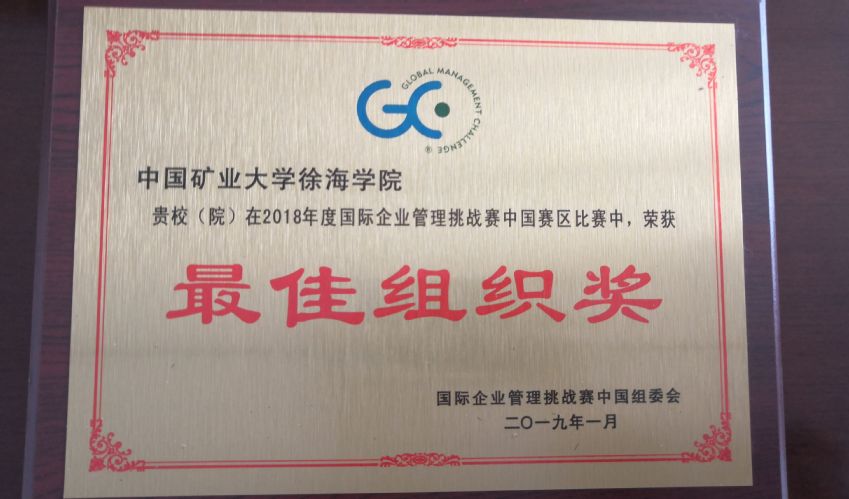 GLOBAL MANAGEMENT CHALLENGE ®
中国矿业大学徐海学院
贵校（院）在2018年度国际企业管理挑战赛中国赛区比赛中，荣获
最佳组织奖
国际企业管理挑战赛中国组委会
二〇一九年一月